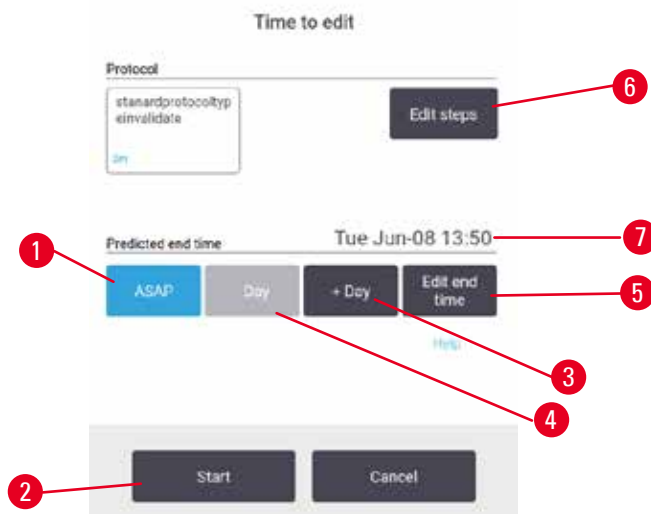 Time to edit
Protocol
stanardprotocoltyp
einvalidate
Edit steps
6
Predicted end time
Tue Jun-08 13:50
7
1
ASAP
Day
+ Day
Edit end
time
5
Help
3
4
2
Start
Cancel